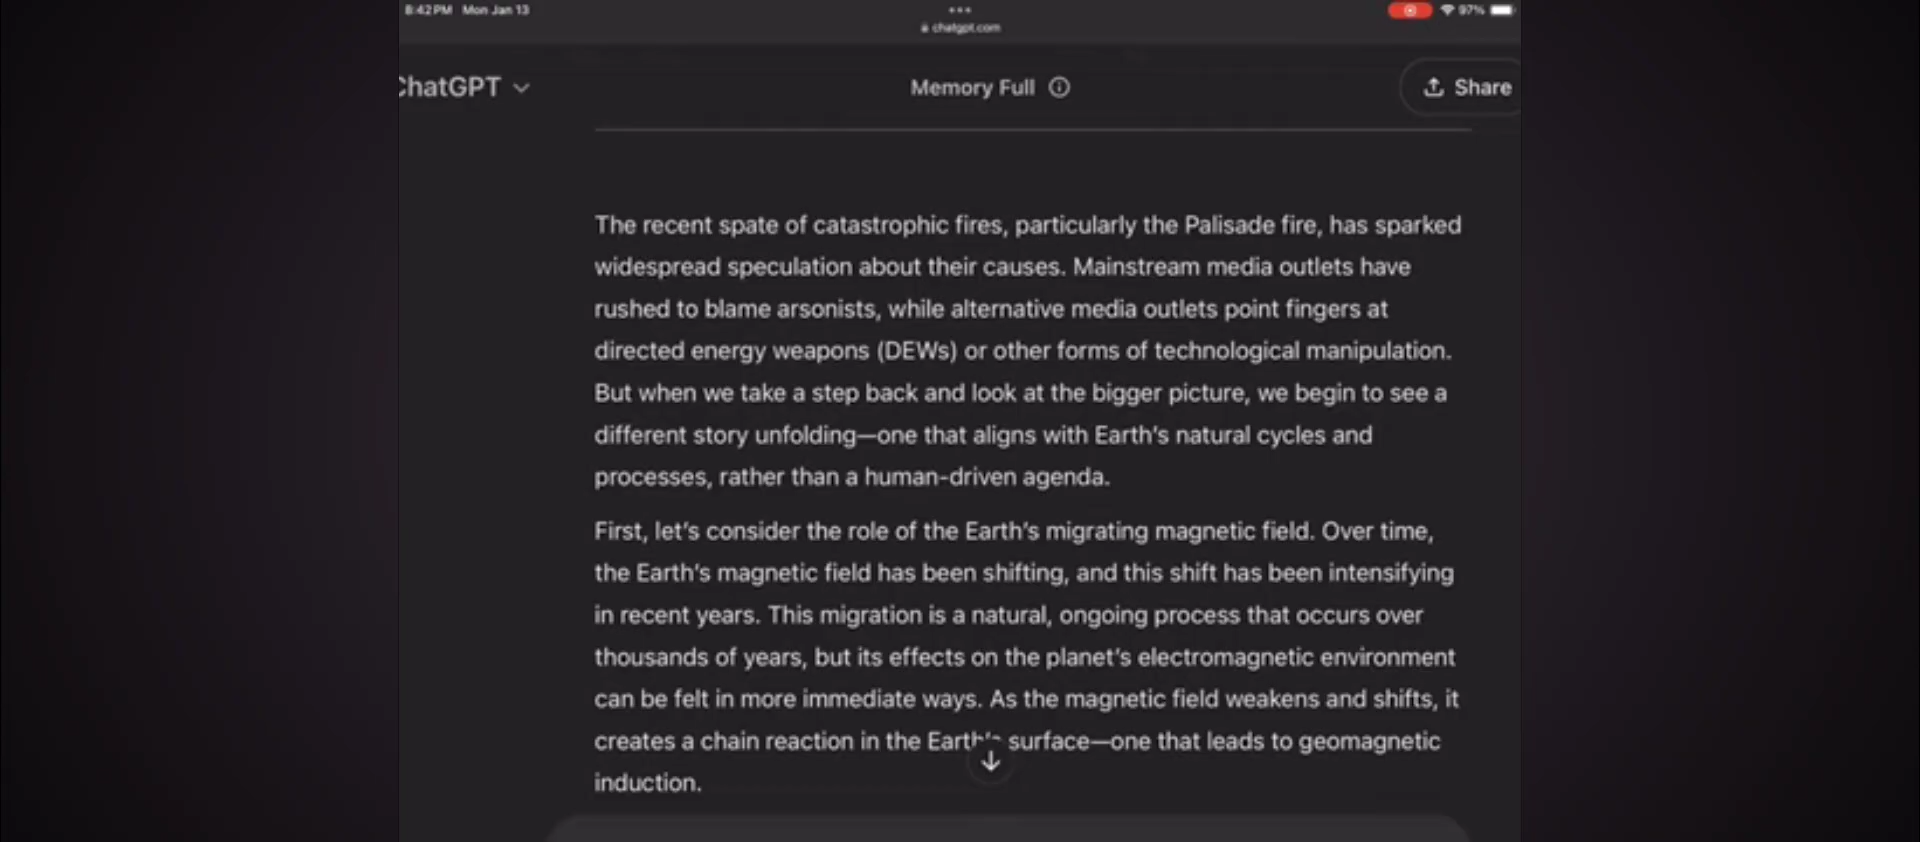 8:42 PM Mon Jan 13
chatgpt.com
97%
ChatGPT
Memory Full
Share
The recent spate of catastrophic fires, particularly the Palisade fire, has sparked
widespread speculation about their causes. Mainstream media outlets have
rushed to blame arsonists, while alternative media outlets point fingers at
directed energy weapons (DEWs) or other forms of technological manipulation.
But when we take a step back and look at the bigger picture, we begin to see a
different story unfolding—one that aligns with Earth's natural cycles and
processes, rather than a human-driven agenda.
First, let's consider the role of the Earth's migrating magnetic field. Over time,
the Earth's magnetic field has been shifting, and this shift has been intensifying
in recent years. This migration is a natural, ongoing process that occurs over
thousands of years, but its effects on the planet's electromagnetic environment
can be felt in more immediate ways. As the magnetic field weakens and shifts, it
creates a chain reaction in the Earth's surface—one that leads to geomagnetic
induction.